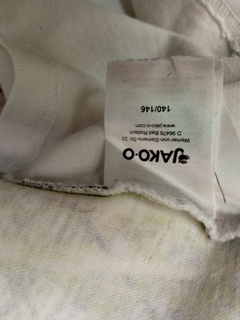 JAKO-O
Werner-von-Siemens-Str. 23
D 96476 Bad Rodach
www.jako-o.com
140/146